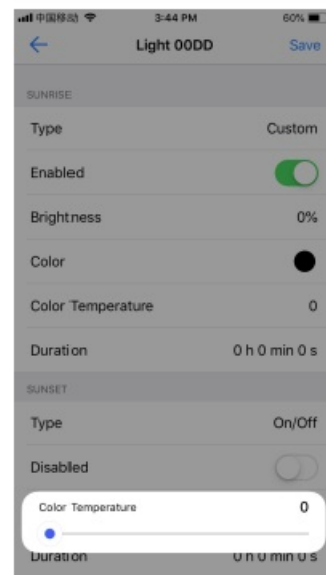 中国移动 3:44 PM 60%
Light 00DD Save
SUNRISE
Type Custom
Enabled
Brightness 0%
Color
Color Temperature 0
Duration 0 h 0 min 0 s
SUNSET
Type On/Off
Disabled
Color Temperature 0
Duration 0 h 0 min 0 s